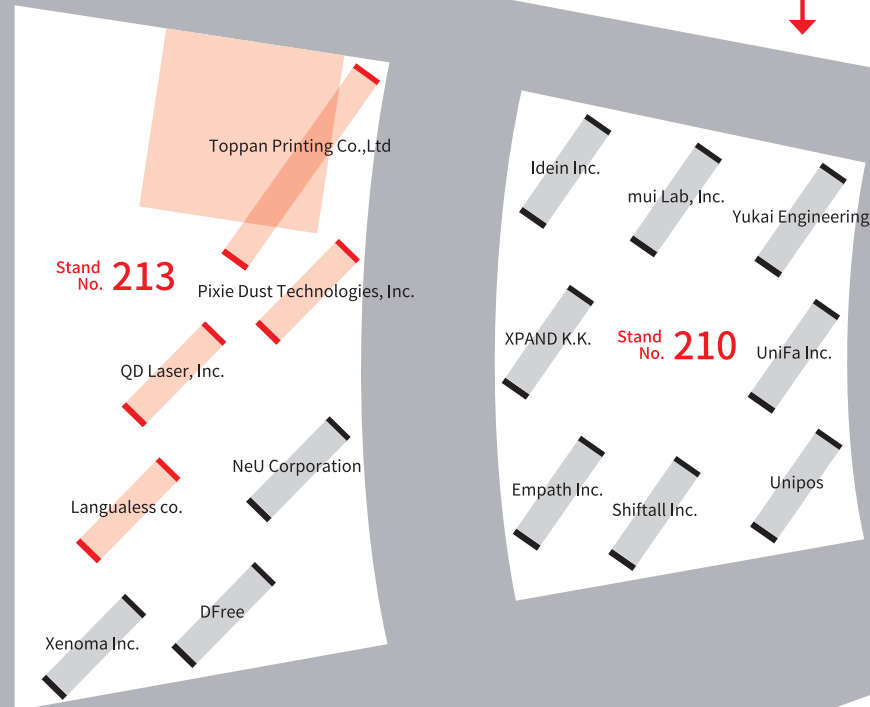 Toppan Printing Co.,Ltd
Stand
No. 213
Pixie Dust Technologies, Inc.
QD Laser, Inc.
NeU Corporation
Langualess co.
DFree
Xenoma Inc.
Idein Inc.
mui Lab, Inc.
Yukai Engineering
XPAND K.K.
Stand
No. 210
UniFa Inc.
Empath Inc.
Shiftall Inc.
Unipos